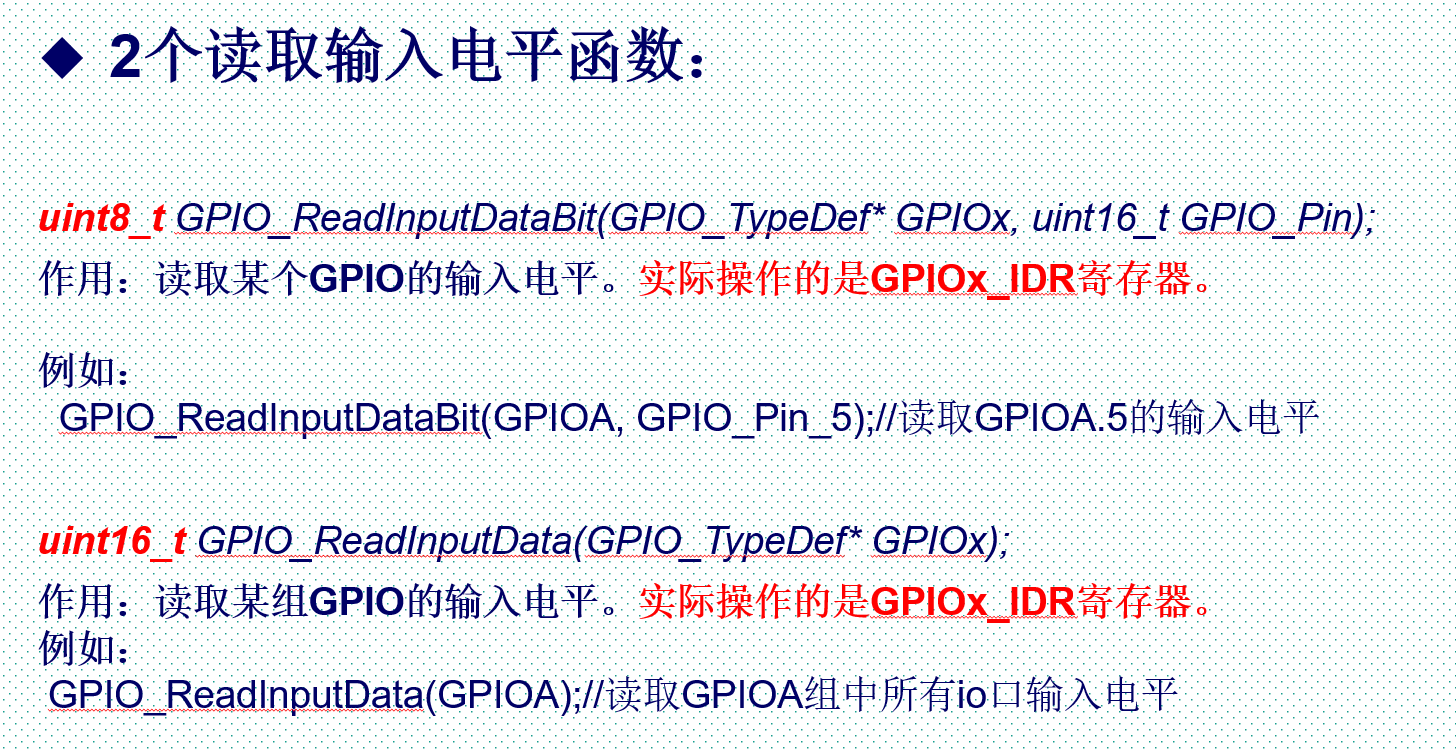 ◆ 2个读取输入电平函数：
uint8_t GPIO_ReadInputDataBit(GPIO_TypeDef* GPIOx, uint16_t GPIO_Pin);
作用：读取某个GPIO的输入电平。实际操作的是GPIOx_IDR寄存器。
例如：
GPIO_ReadInputDataBit(GPIOA, GPIO_Pin_5);//读取GPIOA.5的输入电平
uint16_t GPIO_ReadInputData(GPIO_TypeDef* GPIOx);
作用：读取某组GPIO的输入电平。实际操作的是GPIOx_IDR寄存器。
例如：
GPIO_ReadInputData(GPIOA);//读取GPIOA组中所有io口输入电平